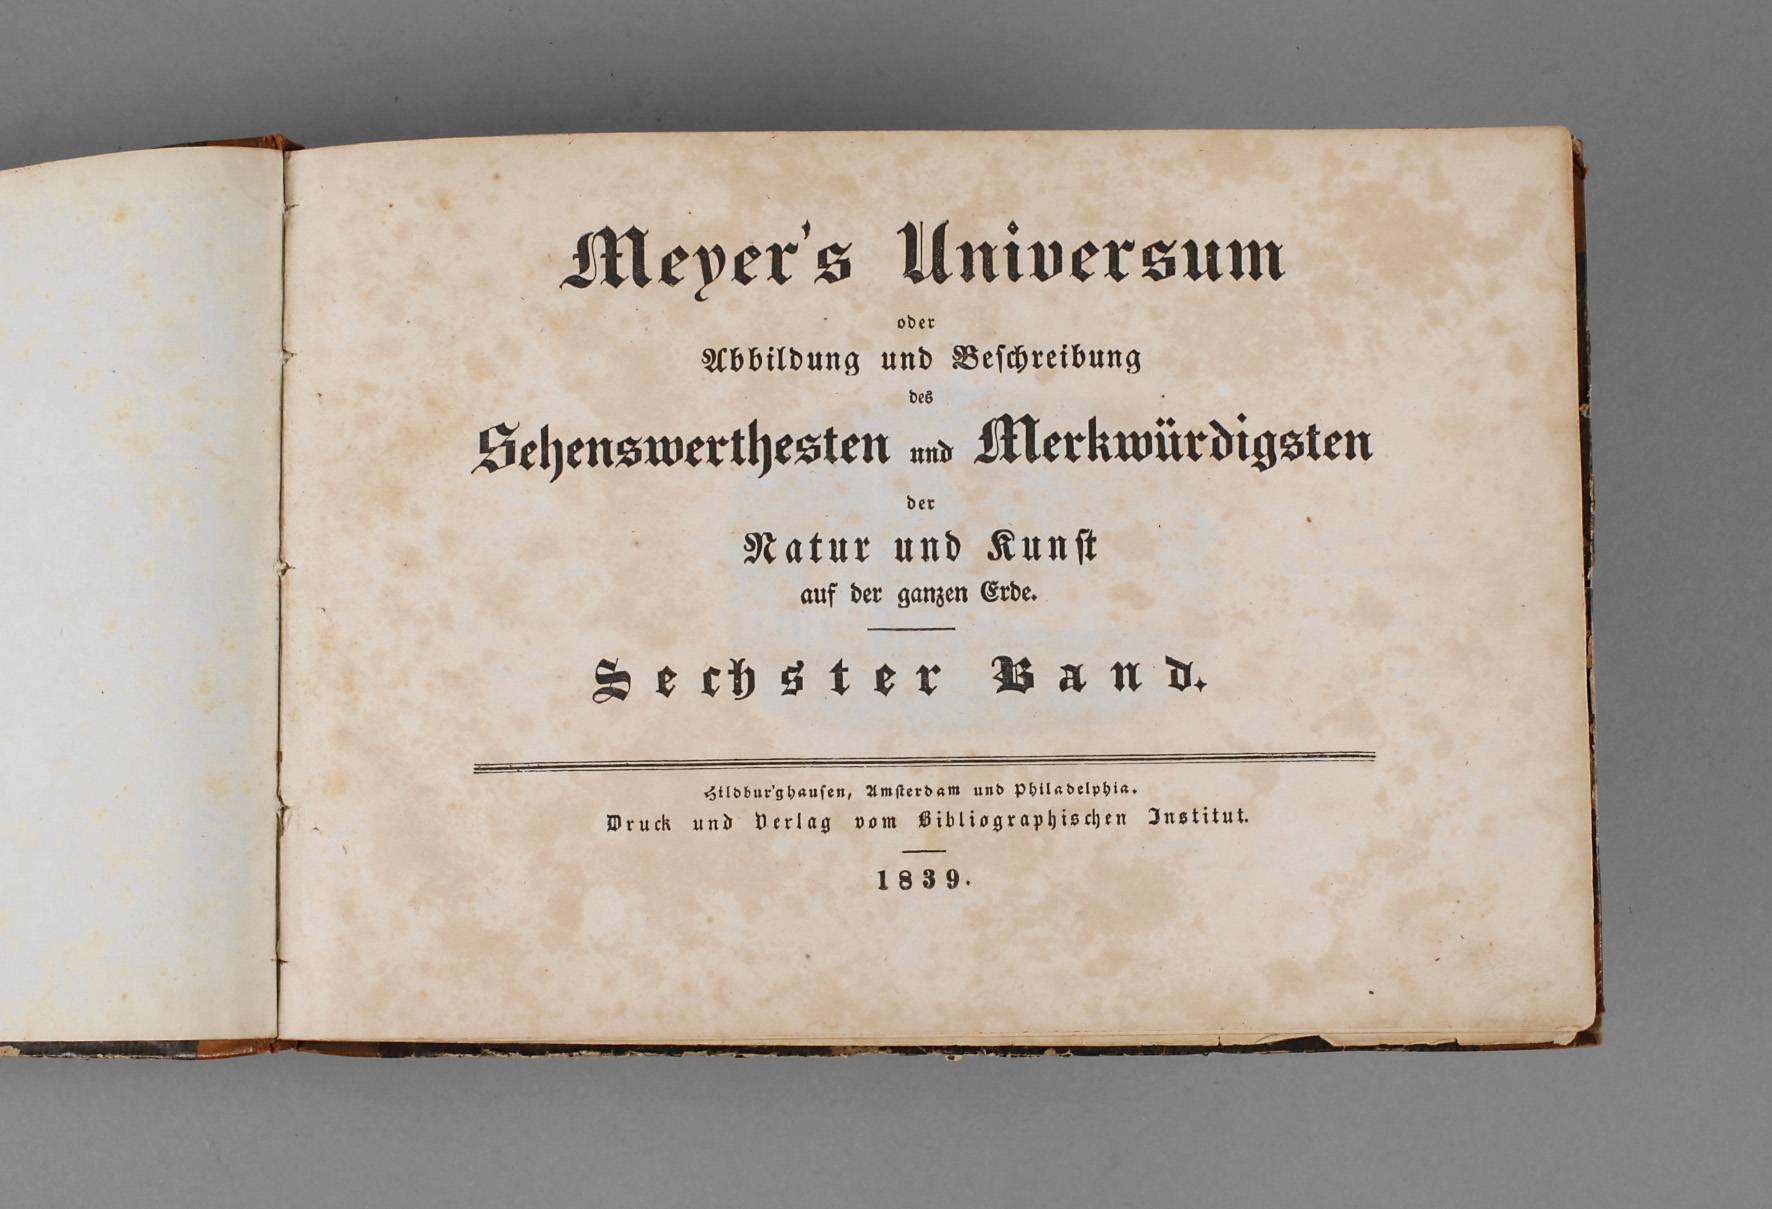 Meyer's Universum
oder
Abbildung und Beschreibung
des
Sehenswerthesten und Merkwürdigsten
der
Natur und Kunst
auf der ganzen Erde.
Sechster Band.
Hildburghausen, Amsterdam und Philadelphia.
Druck und Verlag vom Bibliographischen Institut.
1839.